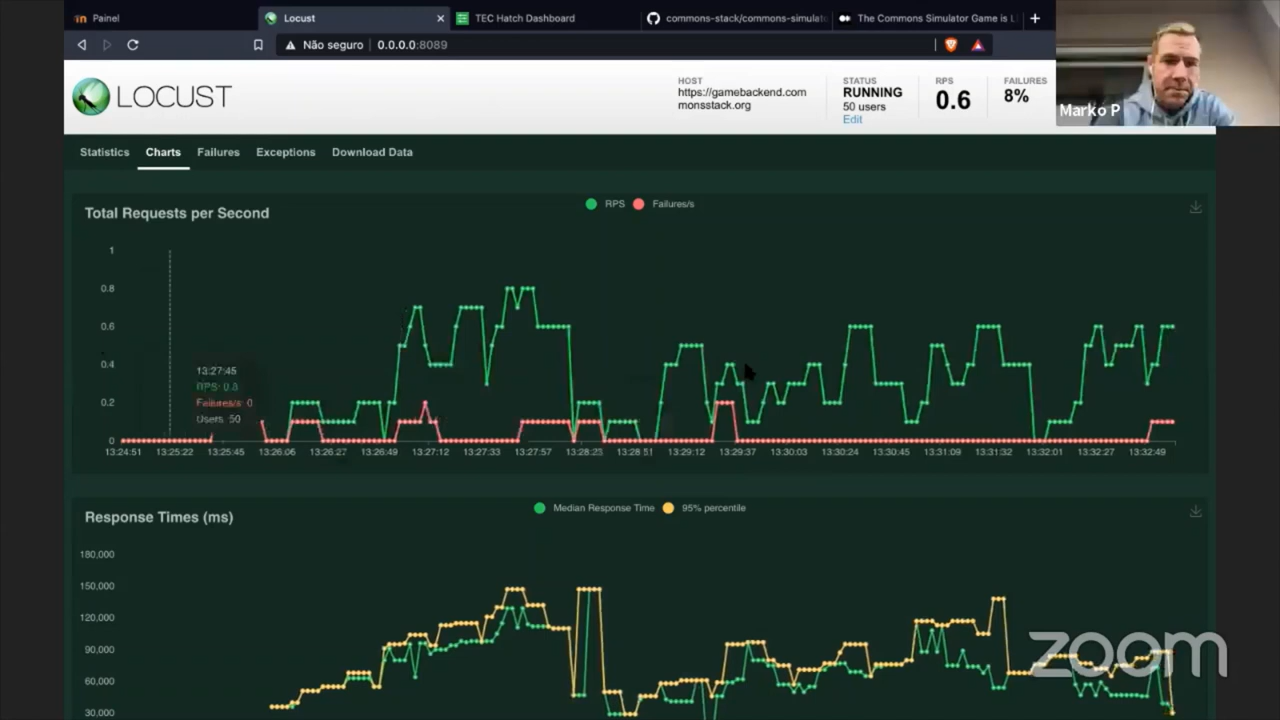 Painel
Locust
TEC Hatch Dashboard
commons-stack/commons-simulato
The Commons Simulator Game is L
Não seguro
0.0.0.0:8089
LOCUST
HOST
https://gamebackend.com
monsstack.org
STATUS
RUNNING
50 users
Edit
RPS
0.6
FAILURES
8%
Marko P
Statistics
Charts
Failures
Exceptions
Download Data
Total Requests per Second
RPS
Failures/s
1
0.8
0.6
0.4
0.2
0
13:27:45
RPS: 0.8
Failures/s: 0
Users: 50
13:24:51 13:25:22 13:25:45 13:26:06 13:26:27 13:26:49 13:27:12 13:27:33 13:27:57 13:28:23 13:28:51 13:29:12 13:29:37 13:30:03 13:30:24 13:30:45 13:31:09 13:31:32 13:32:01 13:32:27 13:32:49
Response Times (ms)
Median Response Time
95% percentile
180,000
150,000
120,000
90,000
60,000
30,000
zoom